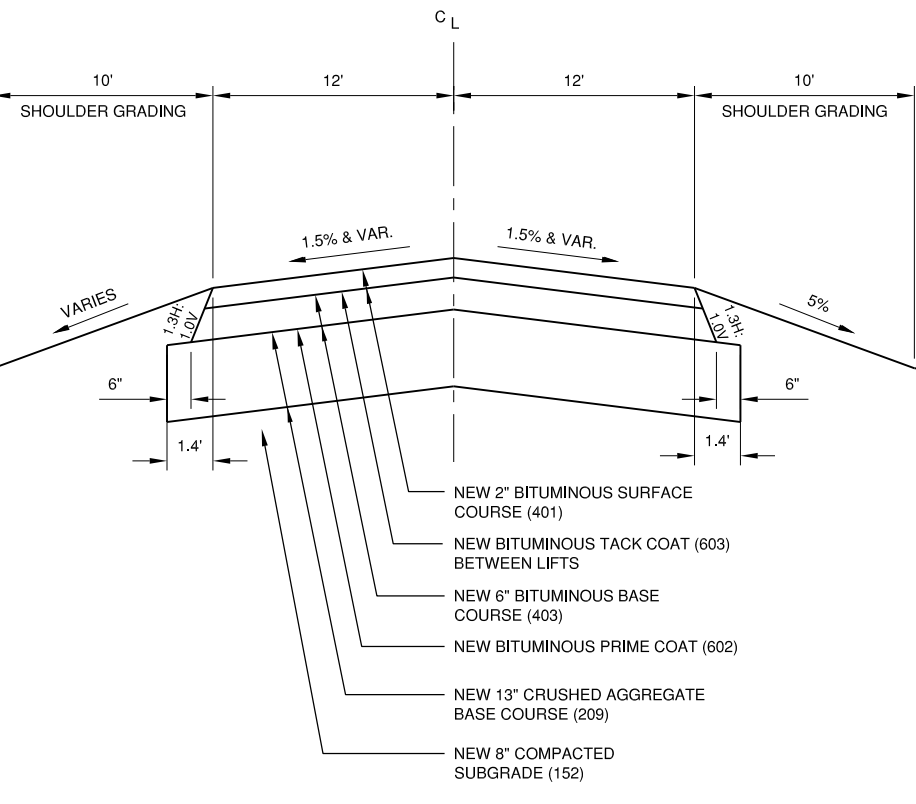 C L
10'
12'
12'
10'
SHOULDER GRADING
SHOULDER GRADING
1.5% & VAR.
1.5% & VAR.
VARIES
5%
1.3H:
1.0V
1.3H:
1.0V
6"
6"
1.4'
1.4'
NEW 2" BITUMINOUS SURFACE
COURSE (401)
NEW BITUMINOUS TACK COAT (603)
BETWEEN LIFTS
NEW 6" BITUMINOUS BASE
COURSE (403)
NEW BITUMINOUS PRIME COAT (602)
NEW 13" CRUSHED AGGREGATE
BASE COURSE (209)
NEW 8" COMPACTED
SUBGRADE (152)